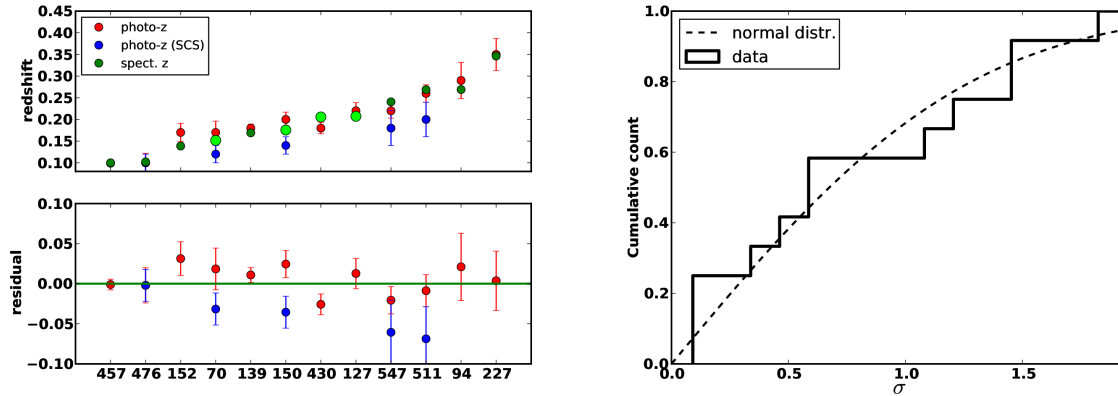 0.45
0.40
0.35
0.30
0.25
0.20
0.15
0.10
redshift
photo-z
photo-z (SCS)
spect. z
0.10
0.05
0.00
−0.05
−0.10
residual
457 476 152 70 139 150 430 127 547 511 94 227
1.0
0.8
0.6
0.4
0.2
0.0
Cumulative count
normal distr.
data
0.0 0.5 1.0 1.5
σ